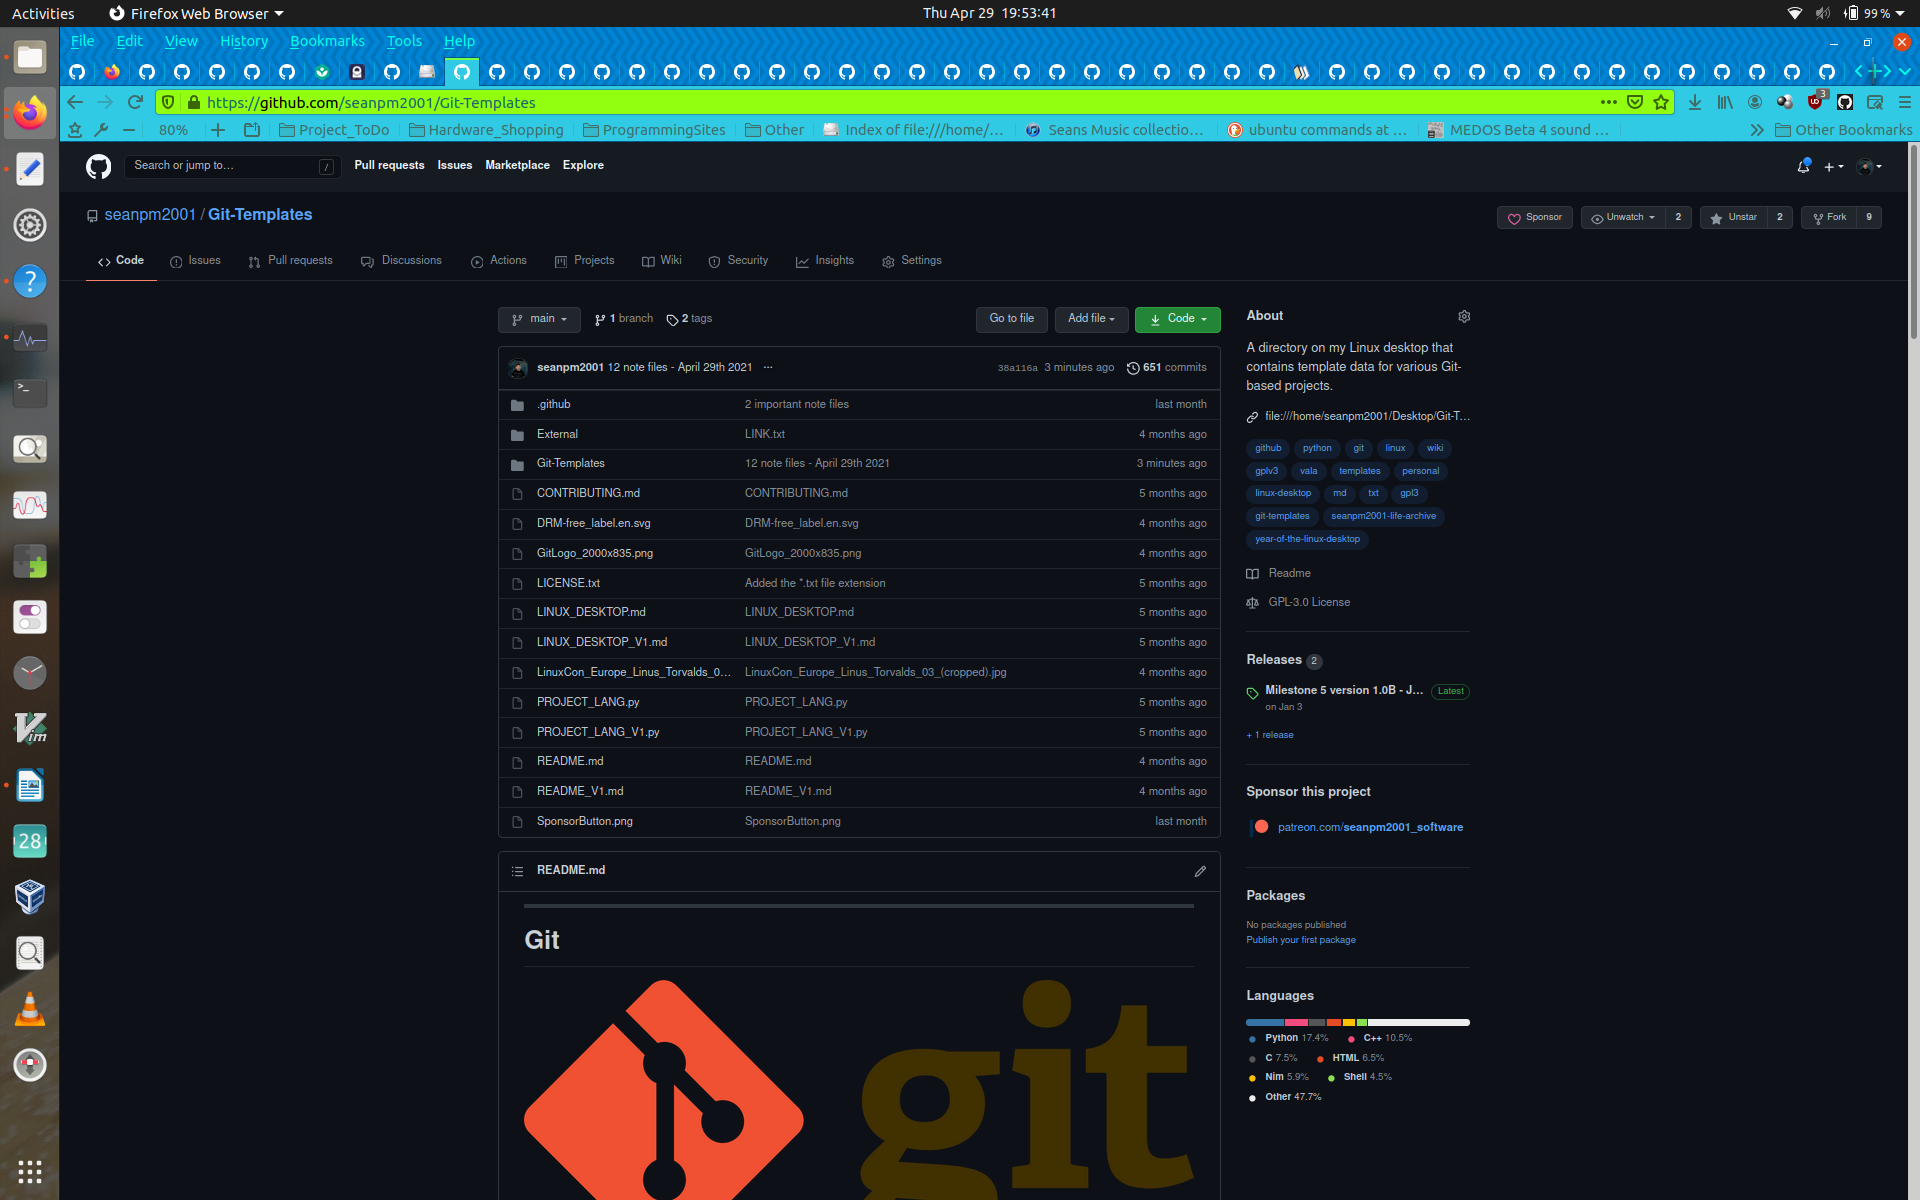 Activities Firefox Web Browser Thu Apr 29 19:53:41 99 %
File Edit View History Bookmarks Tools Help
https://github.com/seanpm2001/Git-Templates 3
80% Project_ToDo Hardware_Shopping ProgrammingSites Other Index of file:///home/... Seans Music collectio... ubuntu commands at ... MEDOS Beta 4 sound ... Other Bookmarks
Search or jump to... / Pull requests Issues Marketplace Explore
seanpm2001 / Git-Templates Sponsor Unwatch 2 Unstar 2 Fork 9
Code Issues Pull requests Discussions Actions Projects Wiki Security Insights Settings
main 1 branch 2 tags Go to file Add file Code
seanpm2001 12 note files - April 29th 2021 ... 38a116a 3 minutes ago 651 commits
.github 2 important note files last month
External LINK.txt 4 months ago
Git-Templates 12 note files - April 29th 2021 3 minutes ago
CONTRIBUTING.md CONTRIBUTING.md 5 months ago
DRM-free_label.en.svg DRM-free_label.en.svg 4 months ago
GitLogo_2000x835.png GitLogo_2000x835.png 4 months ago
LICENSE.txt Added the *.txt file extension 5 months ago
LINUX_DESKTOP.md LINUX_DESKTOP.md 5 months ago
LINUX_DESKTOP_V1.md LINUX_DESKTOP_V1.md 5 months ago
LinuxCon_Europe_Linus_Torvalds_0... LinuxCon_Europe_Linus_Torvalds_03_(cropped).jpg 4 months ago
PROJECT_LANG.py PROJECT_LANG.py 5 months ago
PROJECT_LANG_V1.py PROJECT_LANG_V1.py 5 months ago
README.md README.md 4 months ago
README_V1.md README_V1.md 4 months ago
SponsorButton.png SponsorButton.png last month
README.md
Git
git
About
A directory on my Linux desktop that
contains template data for various Git-
based projects.
file:///home/seanpm2001/Desktop/Git-T...
github python git linux wiki
gplv3 vala templates personal
linux-desktop md txt gpl3
git-templates seanpm2001-life-archive
year-of-the-linux-desktop
Readme
GPL-3.0 License
Releases 2
Milestone 5 version 1.0B - J... Latest
on Jan 3
+ 1 release
Sponsor this project
patreon.com/seanpm2001_software
Packages
No packages published
Publish your first package
Languages
Python 17.4% C++ 10.5%
C 7.5% HTML 6.5%
Nim 5.9% Shell 4.5%
Other 47.7%
?
>_
Vim
28